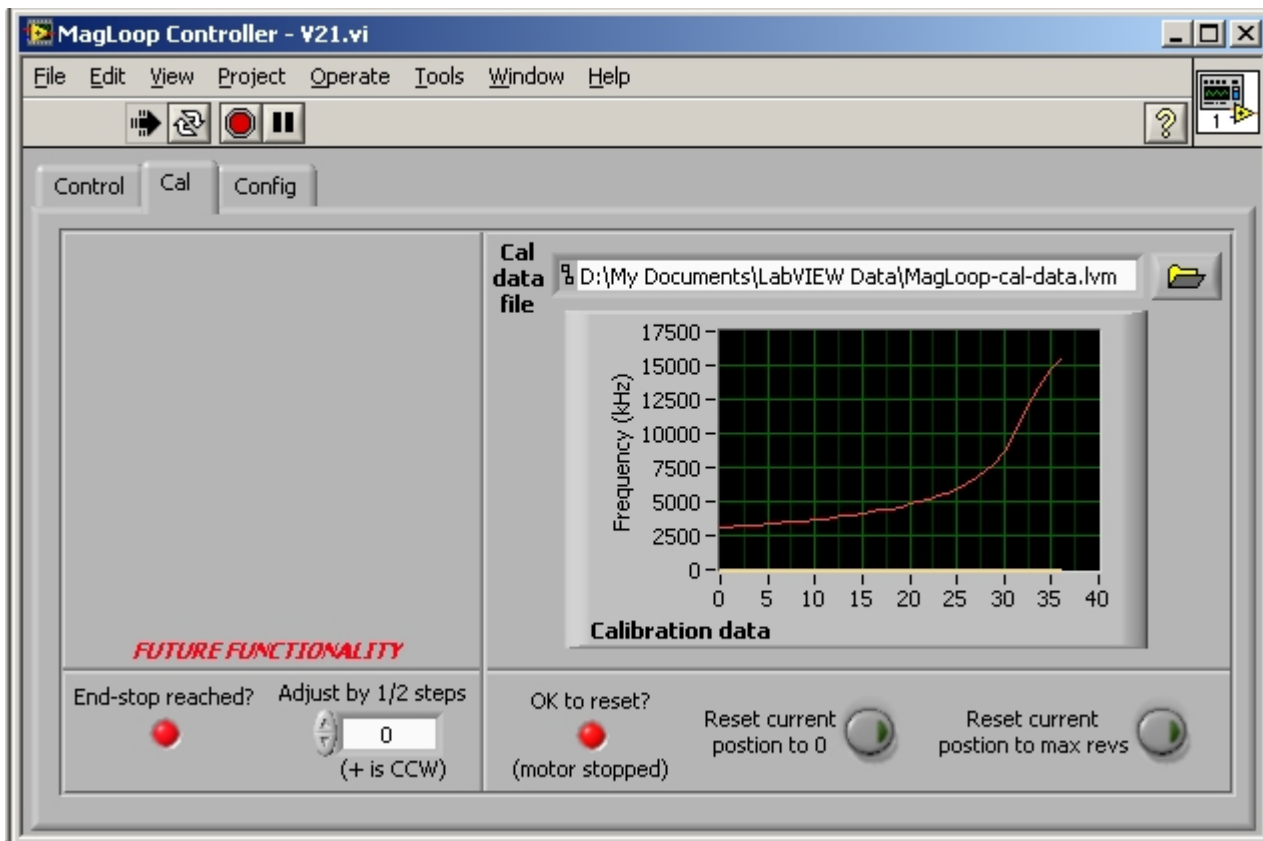 MagLoop Controller - V21.vi
File Edit View Project Operate Tools Window Help
1
Control Cal Config
Cal
data
file
D:\My Documents\LabVIEW Data\MagLoop-cal-data.lvm
17500
15000
12500
10000
7500
5000
2500
0
Frequency (kHz)
0 5 10 15 20 25 30 35 40
Calibration data
FUTURE FUNCTIONALITY
End-stop reached?
Adjust by 1/2 steps
0
(+ is CCW)
OK to reset?
(motor stopped)
Reset current
postion to 0
Reset current
postion to max revs